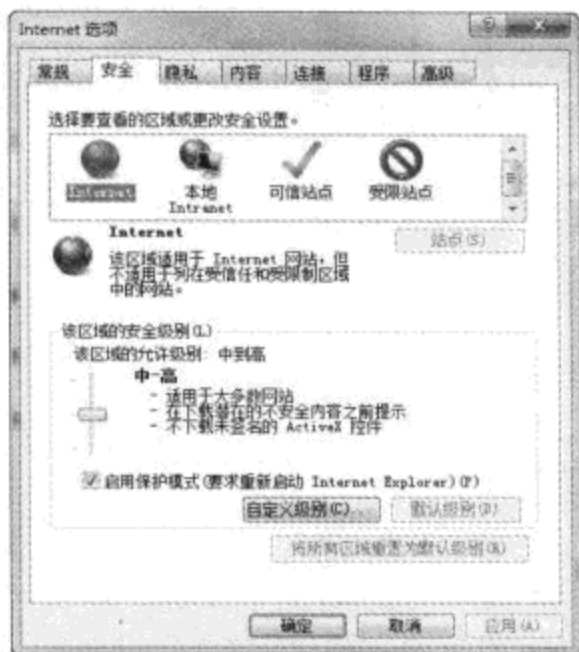 Internet 选项
常规 安全 隐私 内容 连接 程序 高级
选择要查看的区域或更改安全设置。
Internet 本地 Intranet 可信站点 受限站点
Internet
站点(S)
该区域适用于 Internet 网站，但
不适用于列在受信任和受限制区域
中的网站。
该区域的安全级别(L)
该区域的允许级别: 中到高
中-高
- 适用于大多数网站
- 在下载潜在的不安全内容之前提示
- 不下载未签名的 ActiveX 控件
启用保护模式(要求重新启动 Internet Explorer)(P)
自定义级别(C)... 默认级别(D)
将所有区域重置为默认级别(R)
确定 取消 应用(A)